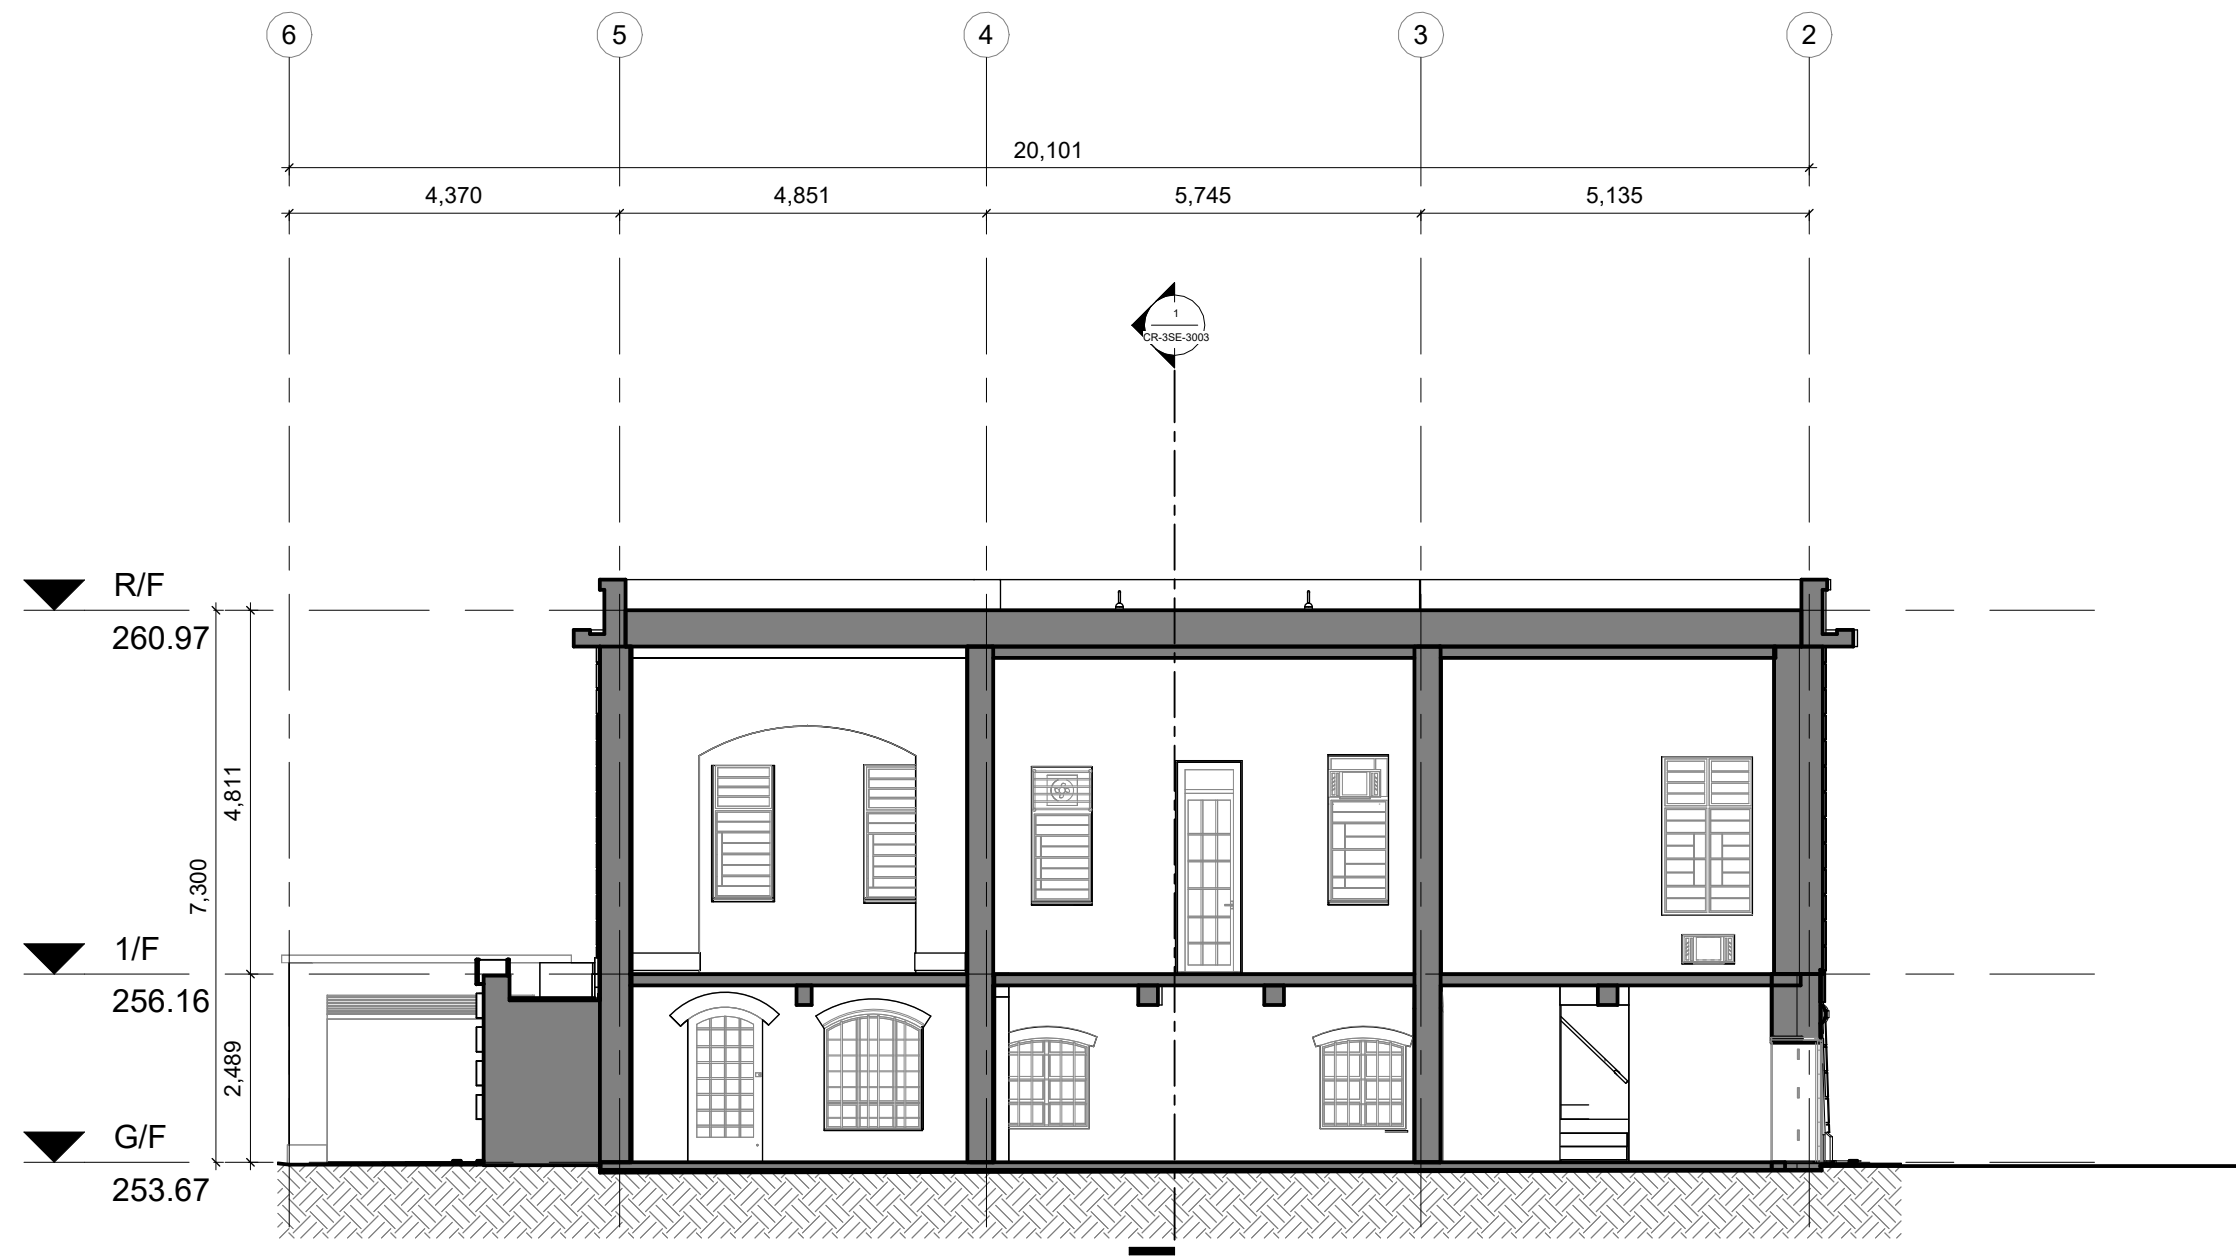 6 5 4 3 2
20,101
4,370 4,851 5,745 5,135
1
CR-3SE-3003
R/F
260.97
4,811
7,300
1/F
256.16
2,489
G/F
253.67